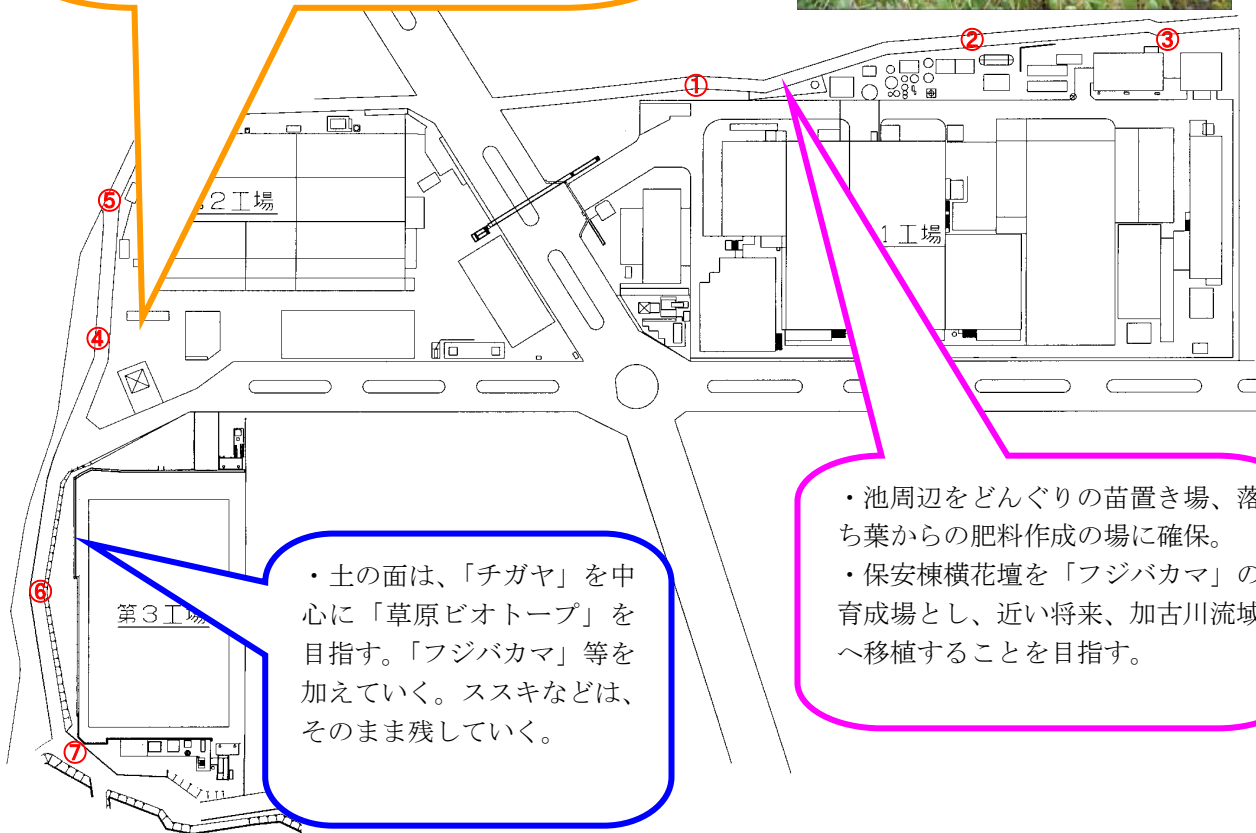 ②
③
①
⑤
2工場
1工場
④
・池周辺をどんぐりの苗置き場、落
ち葉からの肥料作成の場に確保。
・保安棟横花壇を「フジバカマ」の
育成場とし、近い将来、加古川流域
へ移植することを目指す。
・土の面は、「チガヤ」を中
心に「草原ビオトープ」を
目指す。「フジバカマ」等を
加えていく。ススキなどは、
そのまま残していく。
⑥
第3工場
⑦